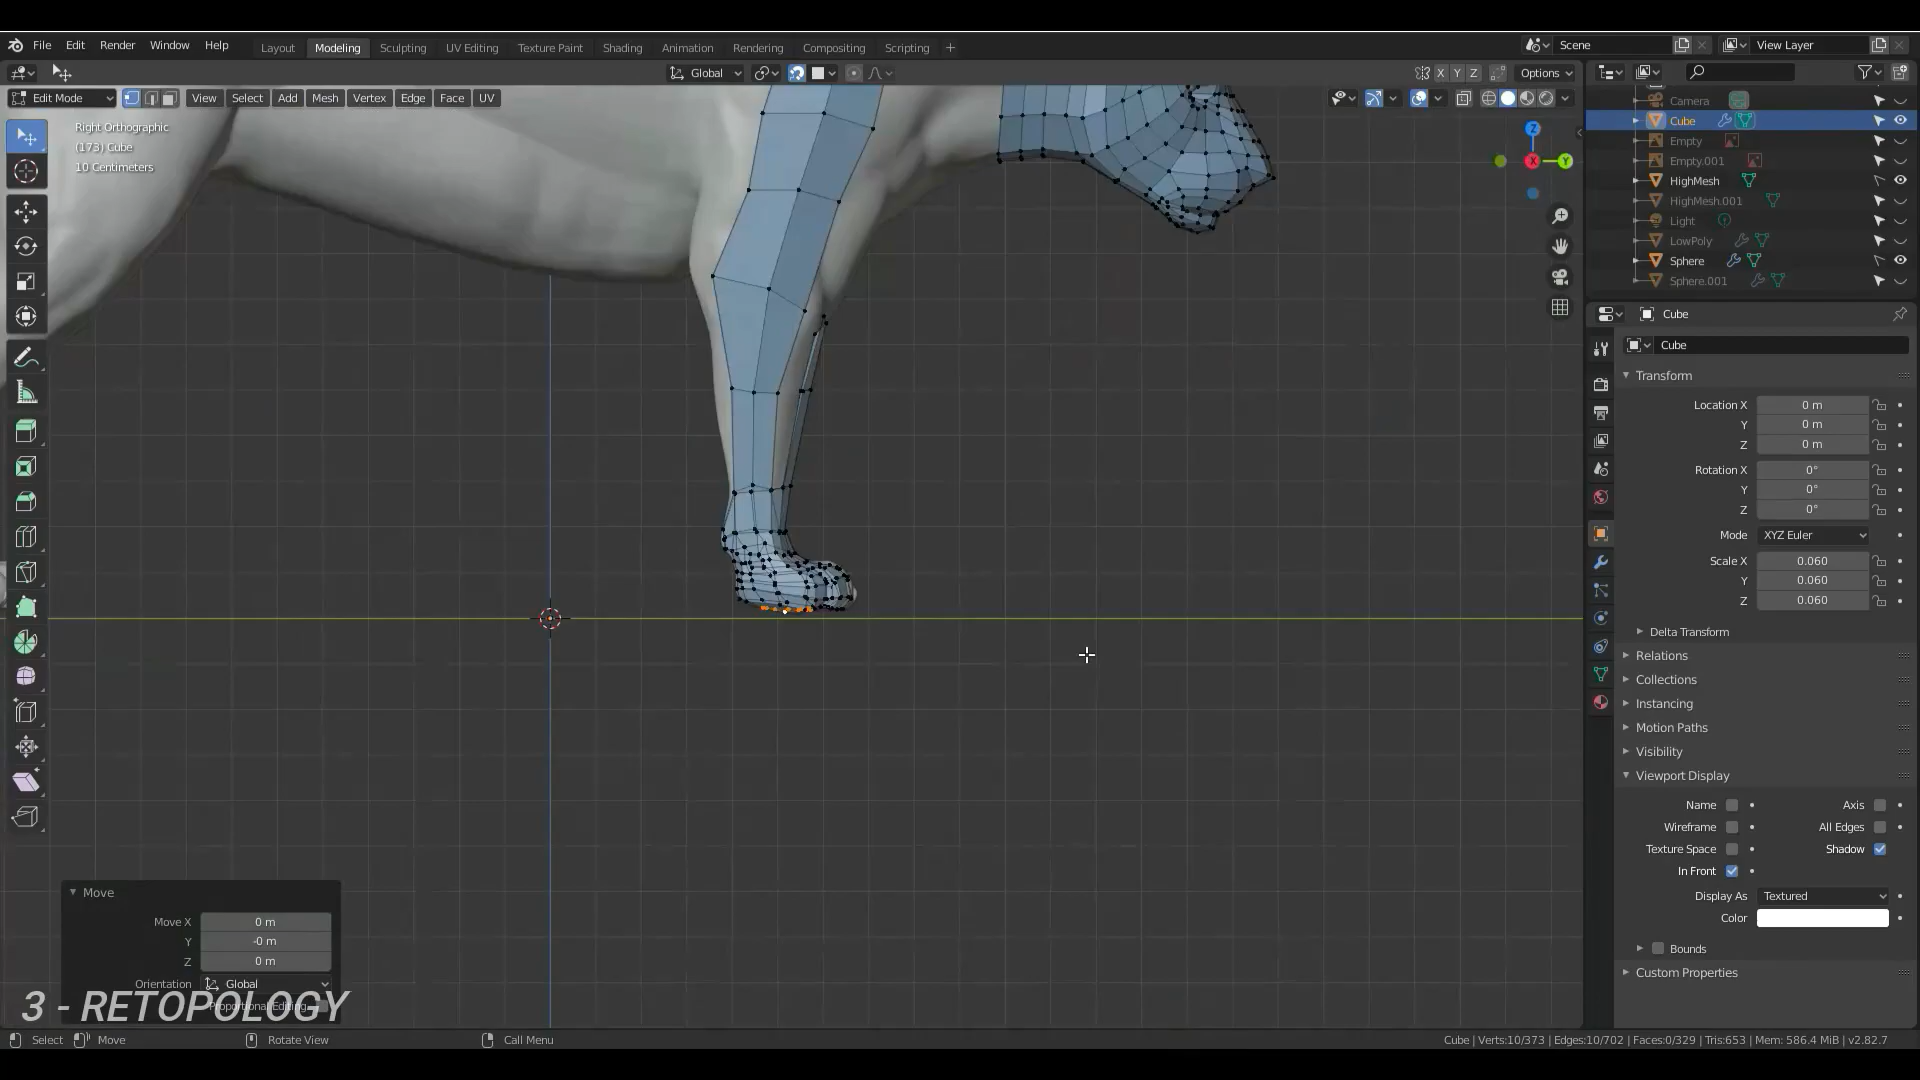 File Edit Render Window Help Layout Modeling Sculpting UV Editing Texture Paint Shading Animation Rendering Compositing Scripting + Scene View Layer
Global X Y Z Options
Edit Mode View Select Add Mesh Vertex Edge Face UV
Right Orthographic
(173) Cube
10 Centimeters
Z
X
Y
Camera
Cube
Empty
Empty.001
HighMesh
HighMesh.001
Light
LowPoly
Sphere
Sphere.001
Cube
Cube
Transform
Location X 0 m
Y 0 m
Z 0 m
Rotation X 0°
Y 0°
Z 0°
Mode XYZ Euler
Scale X 0.060
Y 0.060
Z 0.060
Delta Transform
Relations
Collections
Instancing
Motion Paths
Visibility
Viewport Display
Name Axis
Wireframe All Edges
Texture Space Shadow
In Front
Display As Textured
Color
Bounds
Custom Properties
Move
Move X 0 m
Y -0 m
Z 0 m
Orientation Global
Proportional Editing
3 - RETOPOLOGY
Select Move Rotate View Call Menu Cube | Verts:10/373 | Edges:10/702 | Faces:0/329 | Tris:653 | Mem: 586.4 MiB | v2.82.7